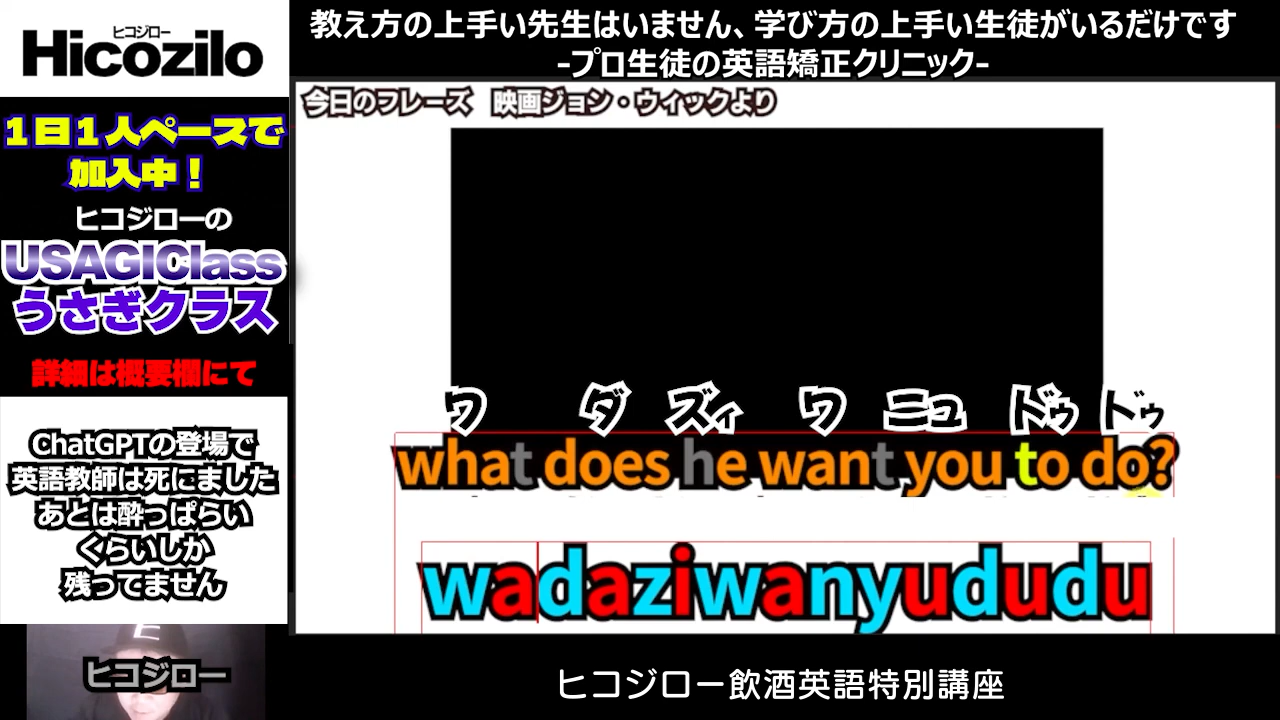 ヒコジロー
Hicozilo
1日1人ペースで
加入中!
ヒコジローの
USAGIClass
うさぎクラス
詳細は概要欄にて
ChatGPTの登場で
英語教師は死にました
あとは酔っぱらい
くらいしか
残ってません
ヒコジロー
教え方の上手い先生はいません、学び方の上手い生徒がいるだけです
-プロ生徒の英語矯正クリニック-
今日のフレーズ 映画ジョン・ウィックより
ワ ダ ズィ ワ ニュ ドゥ ドゥ
what does he want you to do?
wadaziwanyududu
ヒコジロー飲酒英語特別講座